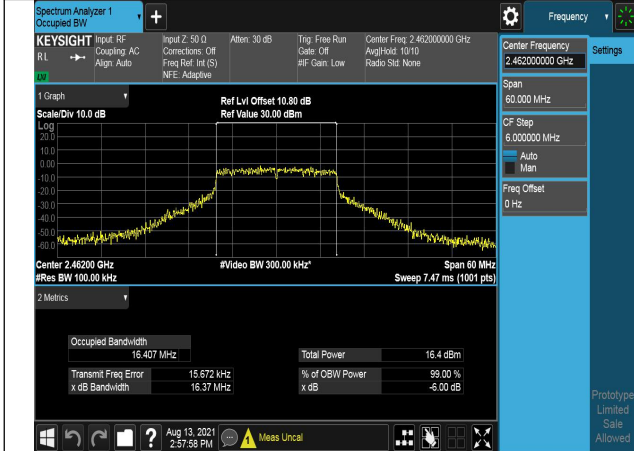 Spectrum Analyzer 1
Occupied BW
Frequency
KEYSIGHT
RL
LXI
Input: RF
Coupling: AC
Align: Auto
Input Z: 50 Ω
Corrections: Off
Freq Ref: Int (S)
NFE: Adaptive
Atten: 30 dB
Trig: Free Run
Gate: Off
#IF Gain: Low
Center Freq: 2.462000000 GHz
Avg|Hold: 10/10
Radio Std: None
Center Frequency
2.462000000 GHz
Settings
Span
60.000 MHz
CF Step
6.000000 MHz
Auto
Man
Freq Offset
0 Hz
1 Graph
Scale/Div 10.0 dB
Ref Lvl Offset 10.80 dB
Ref Value 30.00 dBm
Log
20.0
10.0
0.00
-10.0
-20.0
-30.0
-40.0
-50.0
-60.0
Center 2.46200 GHz
#Video BW 300.00 kHz*
Span 60 MHz
#Res BW 100.00 kHz
Sweep 7.47 ms (1001 pts)
2 Metrics
Occupied Bandwidth
16.407 MHz
Total Power 16.4 dBm
Transmit Freq Error 15.672 kHz
% of OBW Power 99.00 %
x dB Bandwidth 16.37 MHz
x dB -6.00 dB
Prototype
Limited
Sale
Allowed
?
Aug 13, 2021
2:57:58 PM
1
Meas Uncal